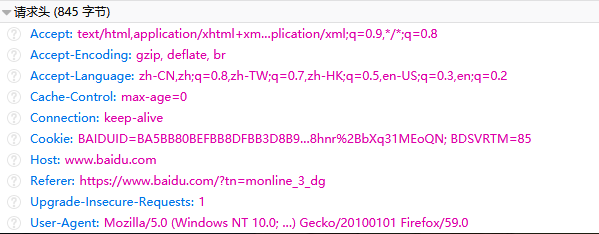 请求头 (845 字节)
Accept: text/html,application/xhtml+xm...plication/xml;q=0.9,*/*;q=0.8
Accept-Encoding: gzip, deflate, br
Accept-Language: zh-CN,zh;q=0.8,zh-TW;q=0.7,zh-HK;q=0.5,en-US;q=0.3,en;q=0.2
Cache-Control: max-age=0
Connection: keep-alive
Cookie: BAIDUID=BA5BB80BEFBB8DFBB3D8B9...8hnr%2BbXq31MEoQN; BDSVRTM=85
Host: www.baidu.com
Referer: https://www.baidu.com/?tn=monline_3_dg
Upgrade-Insecure-Requests: 1
User-Agent: Mozilla/5.0 (Windows NT 10.0; ...) Gecko/20100101 Firefox/59.0